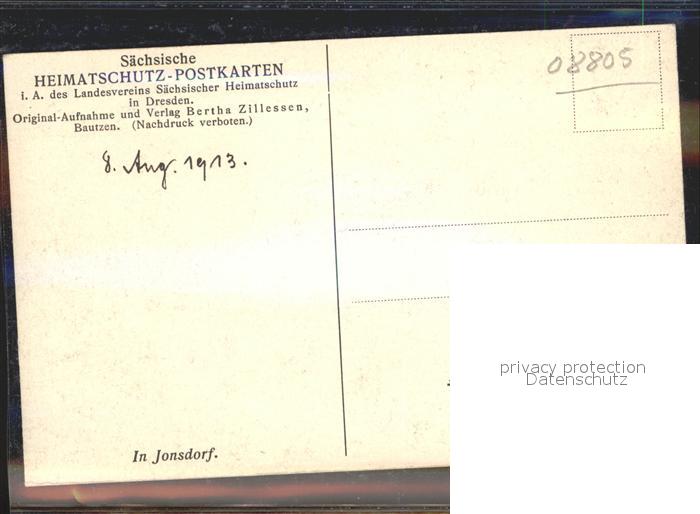 Sächsische
HEIMATSCHUTZ-POSTKARTEN
i. A. des Landesvereins Sächsischer Heimatschutz
in Dresden.
Original-Aufnahme und Verlag Bertha Zillessen,
Bautzen. (Nachdruck verboten.)
8. Aug. 1913.
In Jonsdorf.
08805
privacy protection
Datenschutz